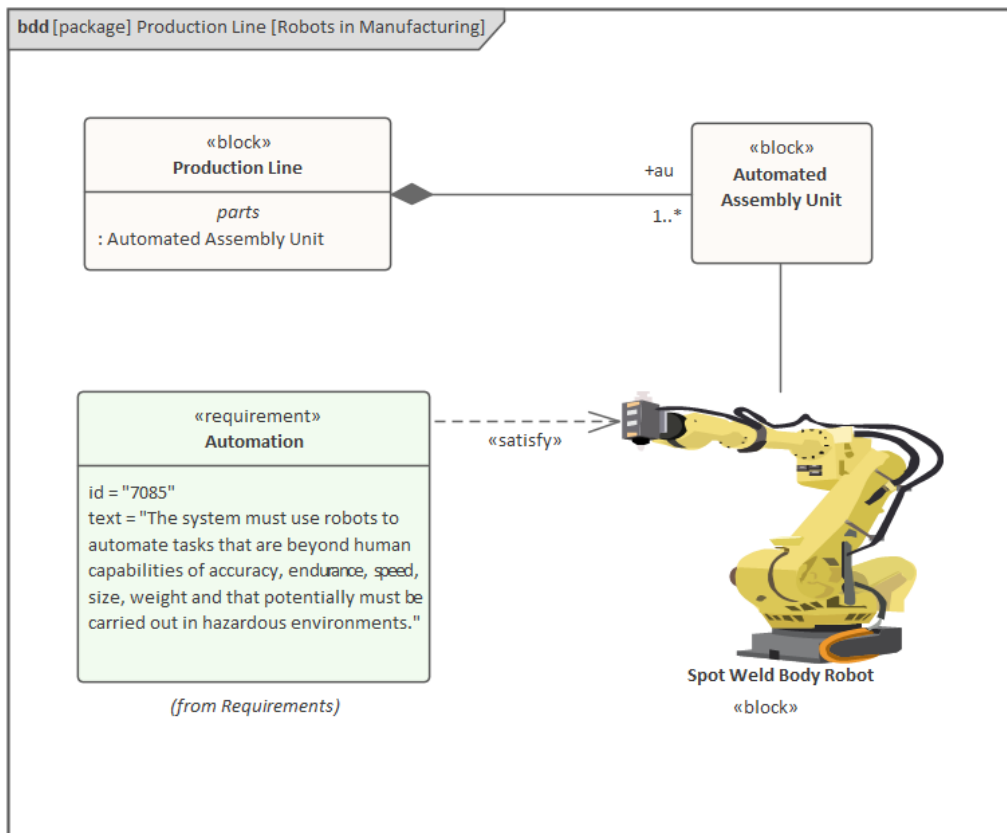 bdd [package] Production Line [Robots in Manufacturing]
«block»
Production Line
parts
: Automated Assembly Unit
+au
1..*
«block»
Automated
Assembly Unit
«requirement»
Automation
id = "7085"
text = "The system must use robots to
automate tasks that are beyond human
capabilities of accuracy, endurance, speed,
size, weight and that potentially must be
carried out in hazardous environments."
(from Requirements)
«satisfy»
Spot Weld Body Robot
«block»